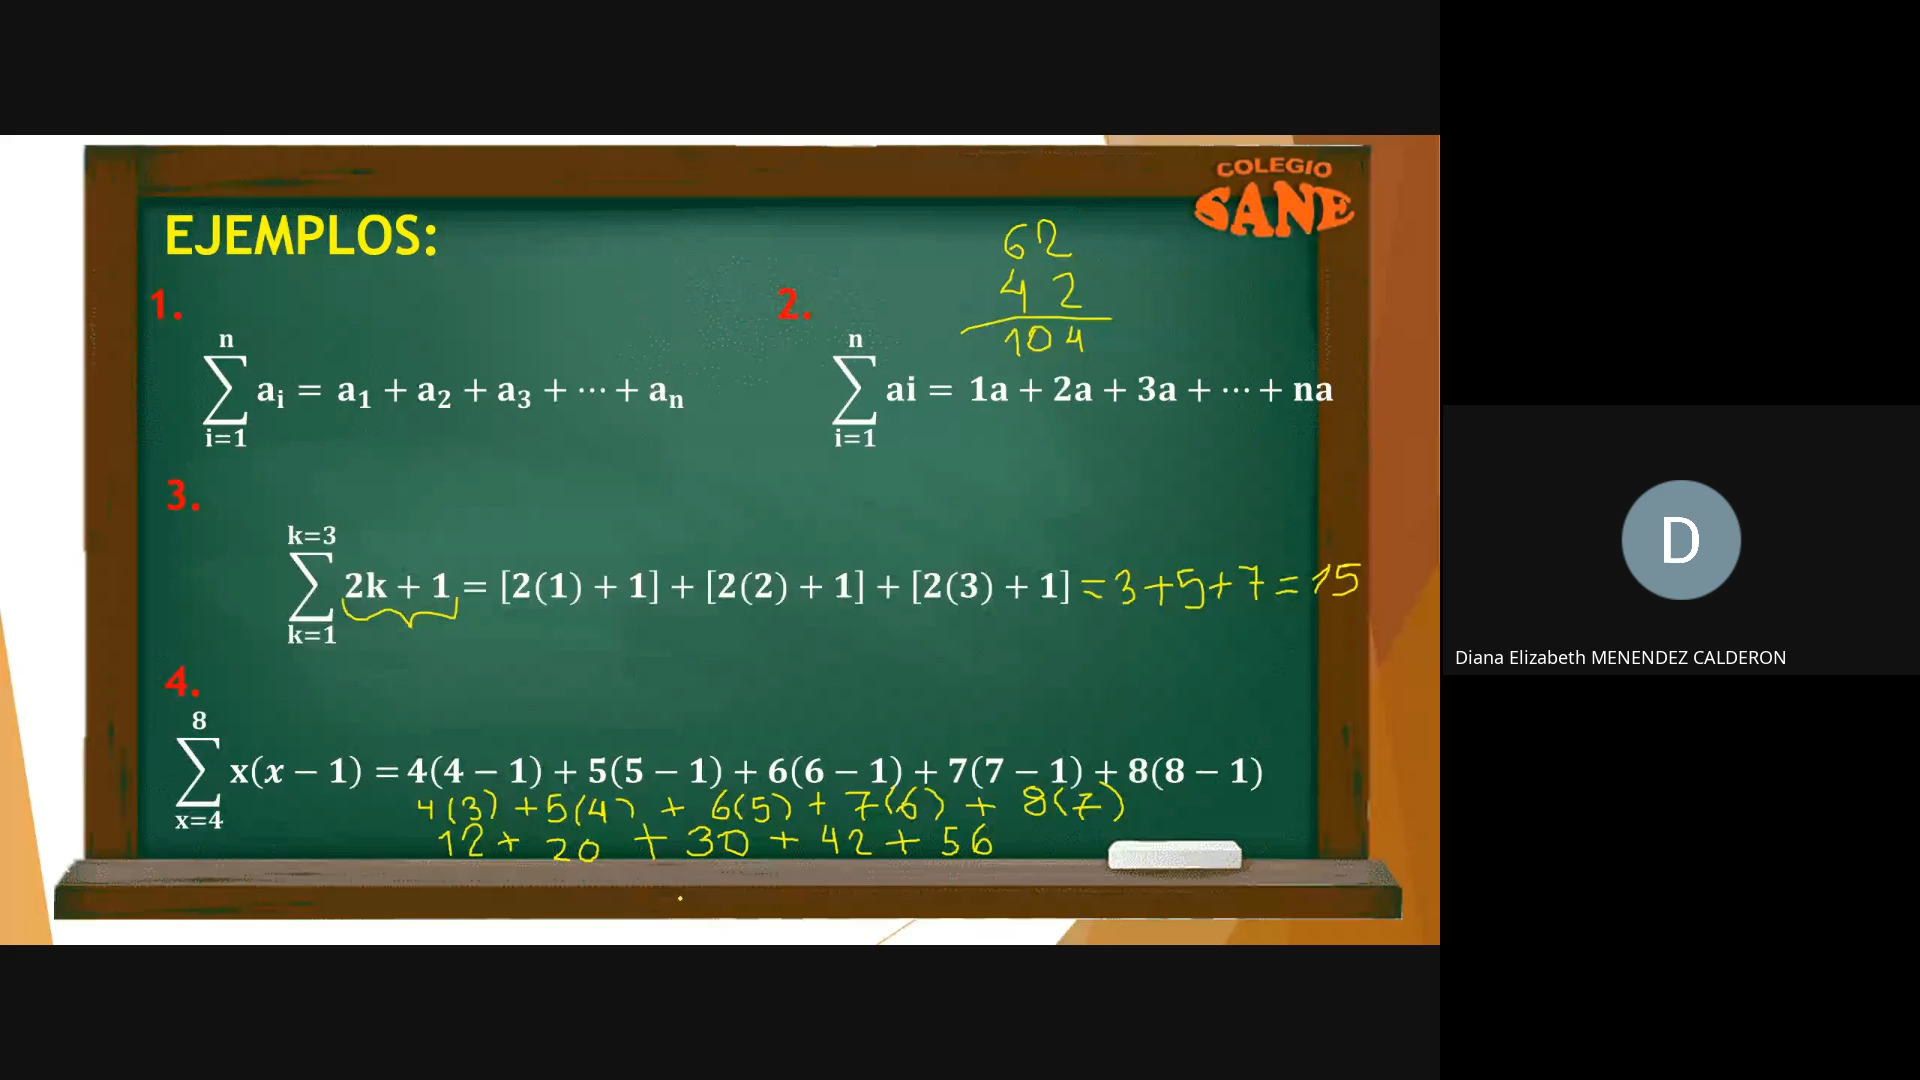 COLEGIO
SANE
EJEMPLOS:
62
42
104
1.
n
∑ aᵢ = a₁ + a₂ + a₃ + ⋯ + aₙ
i=1
2.
n
∑ ai = 1a + 2a + 3a + ⋯ + na
i=1
3.
k=3
∑ 2k + 1 = [2(1) + 1] + [2(2) + 1] + [2(3) + 1] = 3 + 5 + 7 = 15
k=1
4.
8
∑ x(x − 1) = 4(4 − 1) + 5(5 − 1) + 6(6 − 1) + 7(7 − 1) + 8(8 − 1)
x=4
4(3) + 5(4) + 6(5) + 7(6) + 8(7)
12 + 20 + 30 + 42 + 56
D
Diana Elizabeth MENENDEZ CALDERON